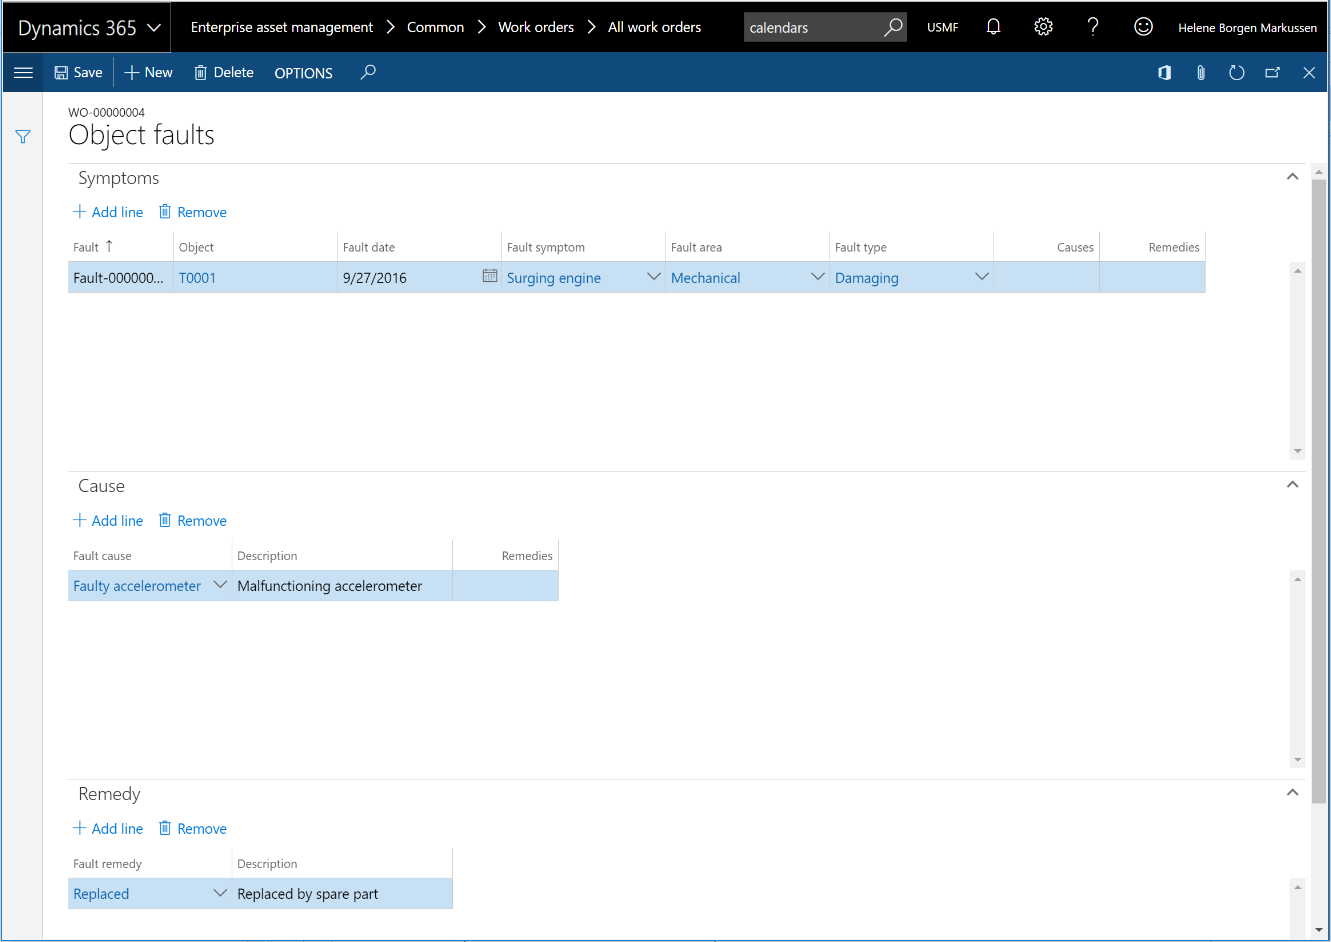 Dynamics 365 Enterprise asset management Common Work orders All work orders calendars USMF Helene Borgen Markussen
Save New Delete OPTIONS
WO-00000004
Object faults
Symptoms
Add line Remove
Fault Object Fault date Fault symptom Fault area Fault type Causes Remedies
Fault-000000... T0001 9/27/2016 Surging engine Mechanical Damaging
Cause
Add line Remove
Fault cause Description Remedies
Faulty accelerometer Malfunctioning accelerometer
Remedy
Add line Remove
Fault remedy Description
Replaced Replaced by spare part